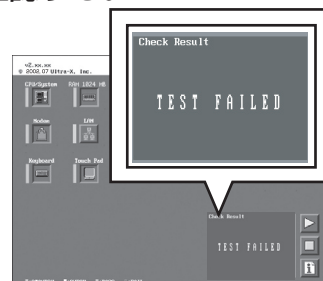 Check Result
TEST FAILED
v2.xx.xx
© 2002,07 Ultra-X, Inc.
CPU・System
RAM 1024 MB
Modem
LAN
Keyboard
Touch Pad
Check Result
TEST FAILED